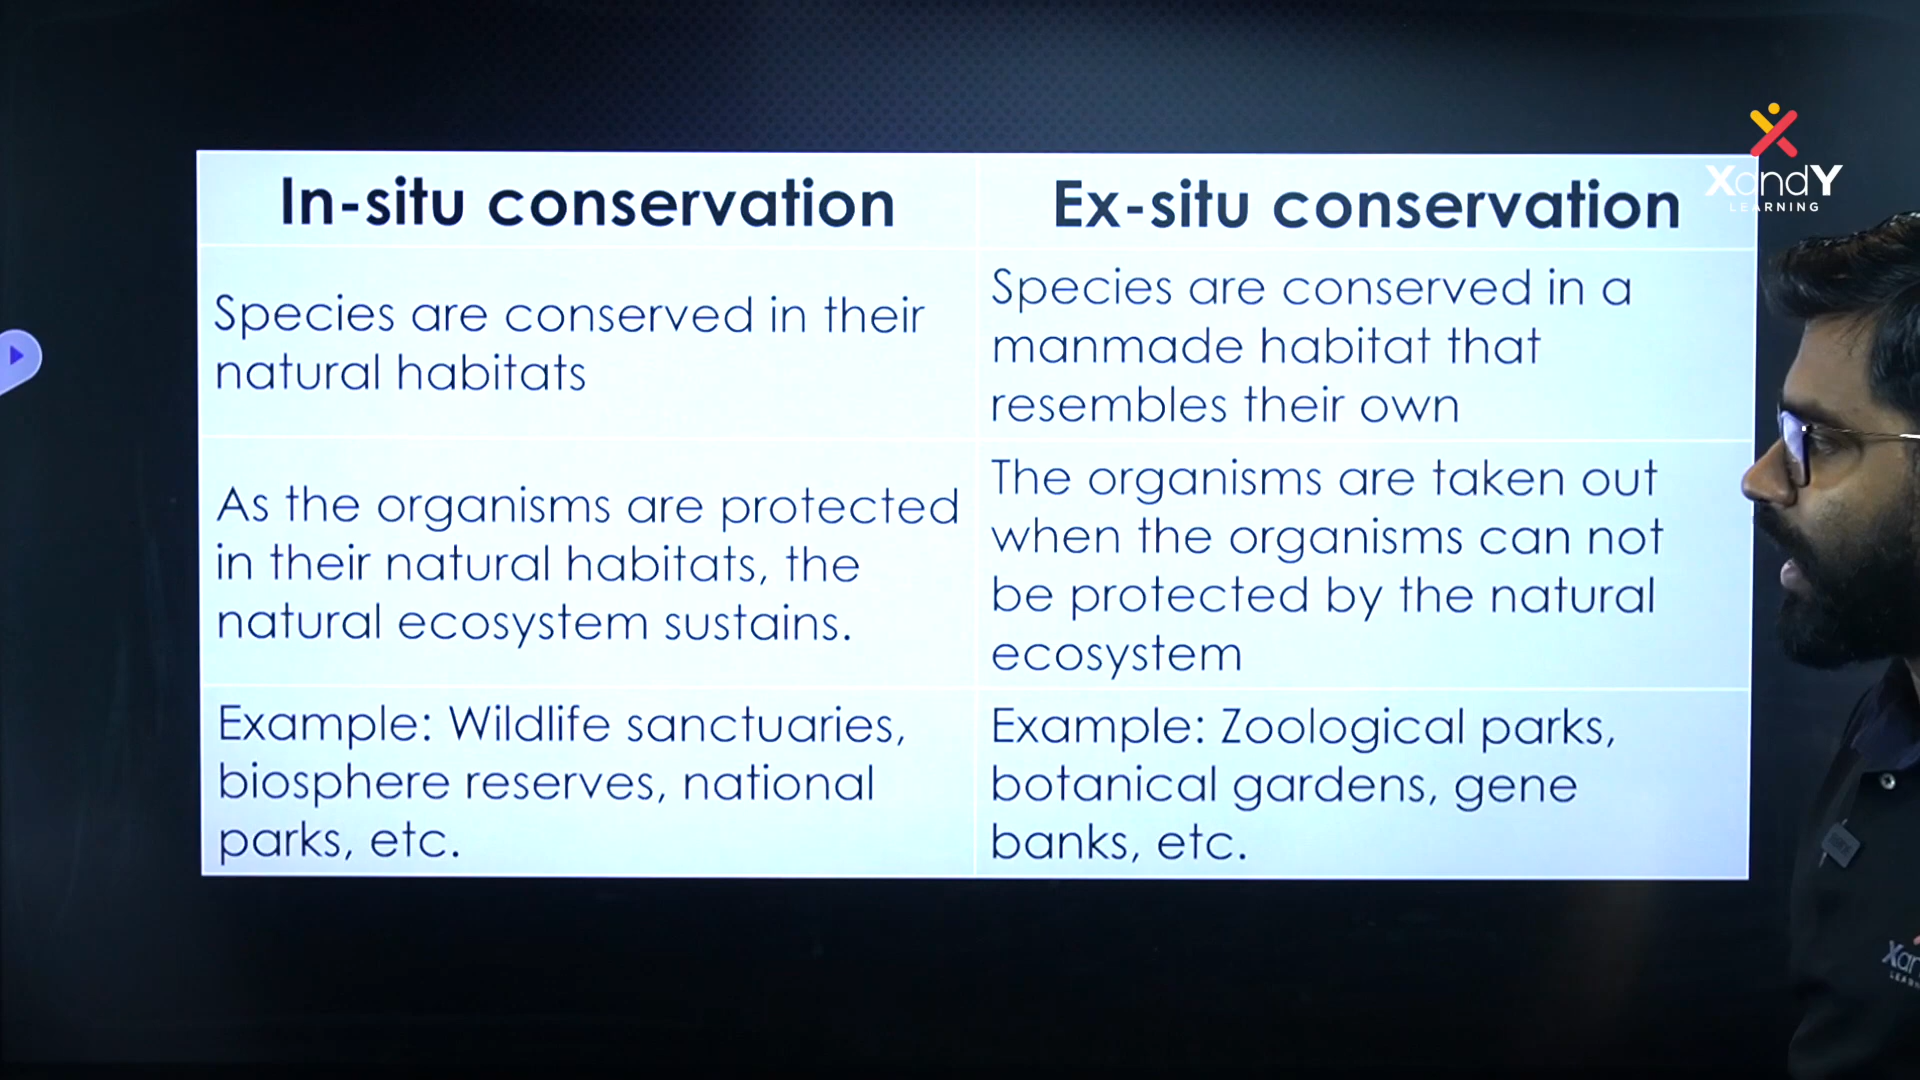 In-situ conservation
Ex-situ conservation
Species are conserved in their
natural habitats
Species are conserved in a
manmade habitat that
resembles their own
As the organisms are protected
in their natural habitats, the
natural ecosystem sustains.
The organisms are taken out
when the organisms can not
be protected by the natural
ecosystem
Example: Wildlife sanctuaries,
biosphere reserves, national
parks, etc.
Example: Zoological parks,
botanical gardens, gene
banks, etc.
XandY
LEARNING